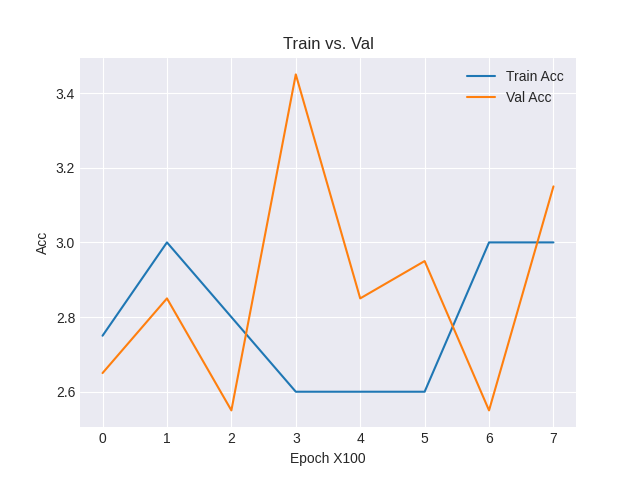 Train vs. Val
Train Acc
Val Acc
3.4
3.2
3.0
2.8
2.6
Acc
0 1 2 3 4 5 6 7
Epoch X100